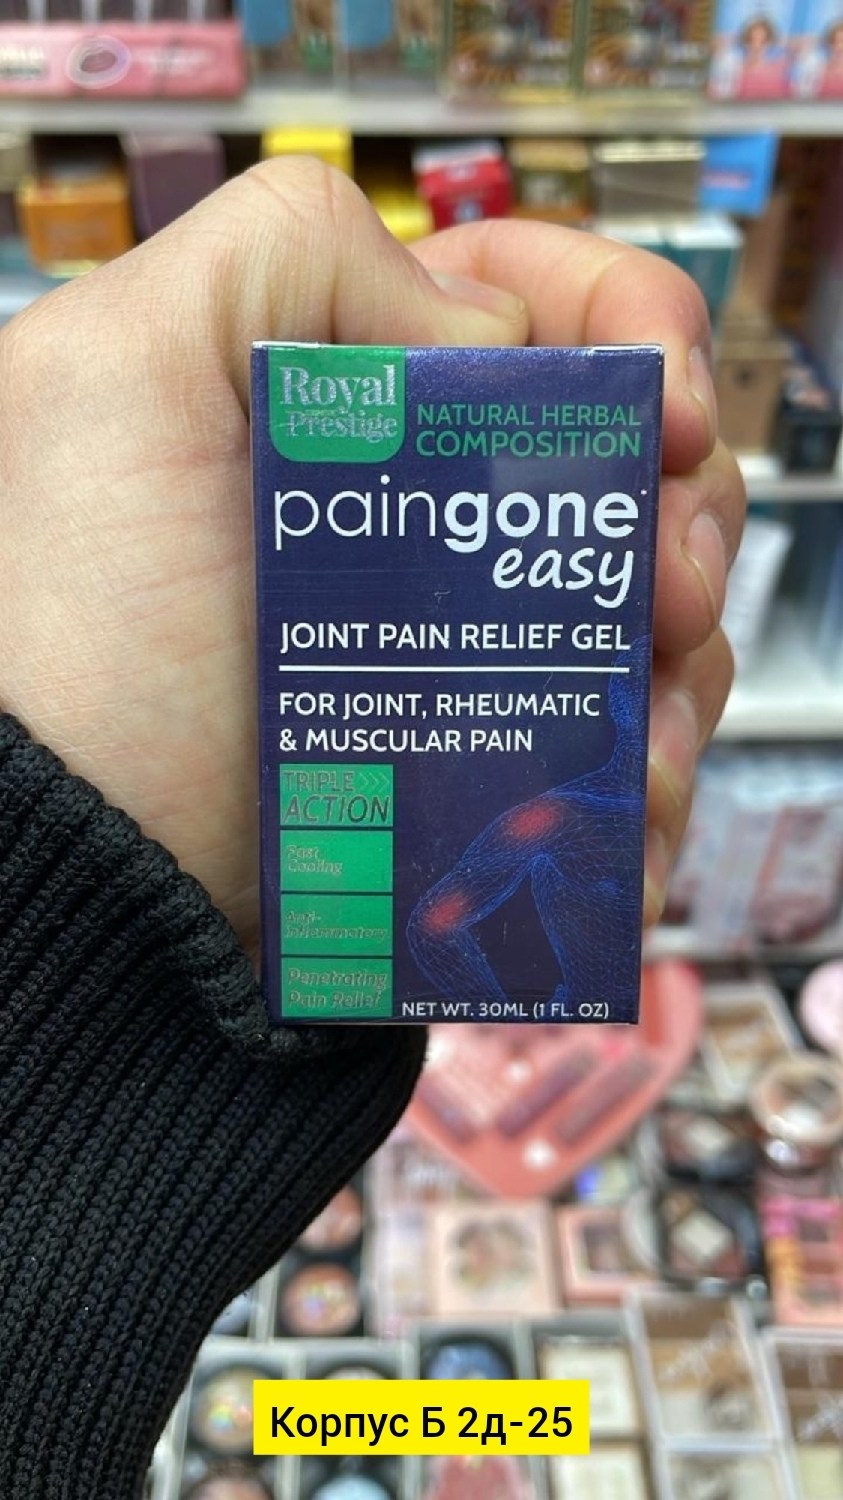 Royal
Prestige
NATURAL HERBAL
COMPOSITION
paingone
easy
JOINT PAIN RELIEF GEL
FOR JOINT, RHEUMATIC
& MUSCULAR PAIN
TRIPLE
ACTION
Fast
Cooling
Anti-
inflammatory
Penetrating
Pain Relief
NET WT. 30ML (1 FL. OZ)
Корпус Б 2д-25